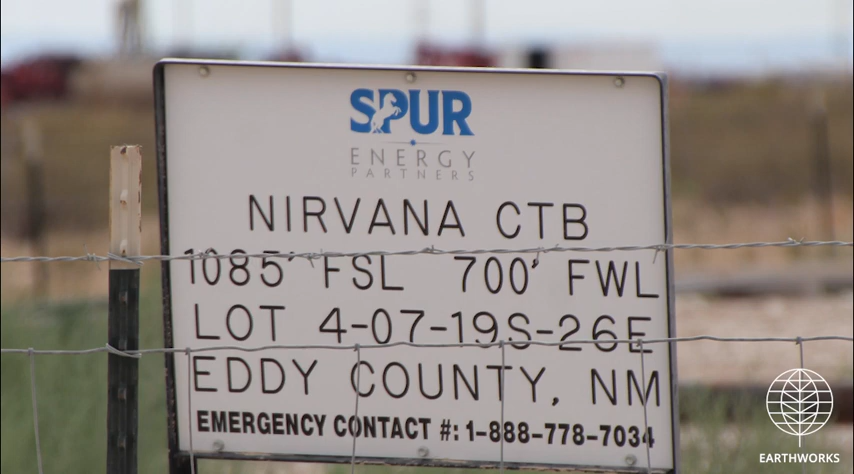 SPUR
ENERGY
PARTNERS
NIRVANA CTB
1085' FSL 700' FWL
LOT 4-07-19S-26E
EDDY COUNTY, NM
EMERGENCY CONTACT #: 1-888-778-7034
EARTHWORKS